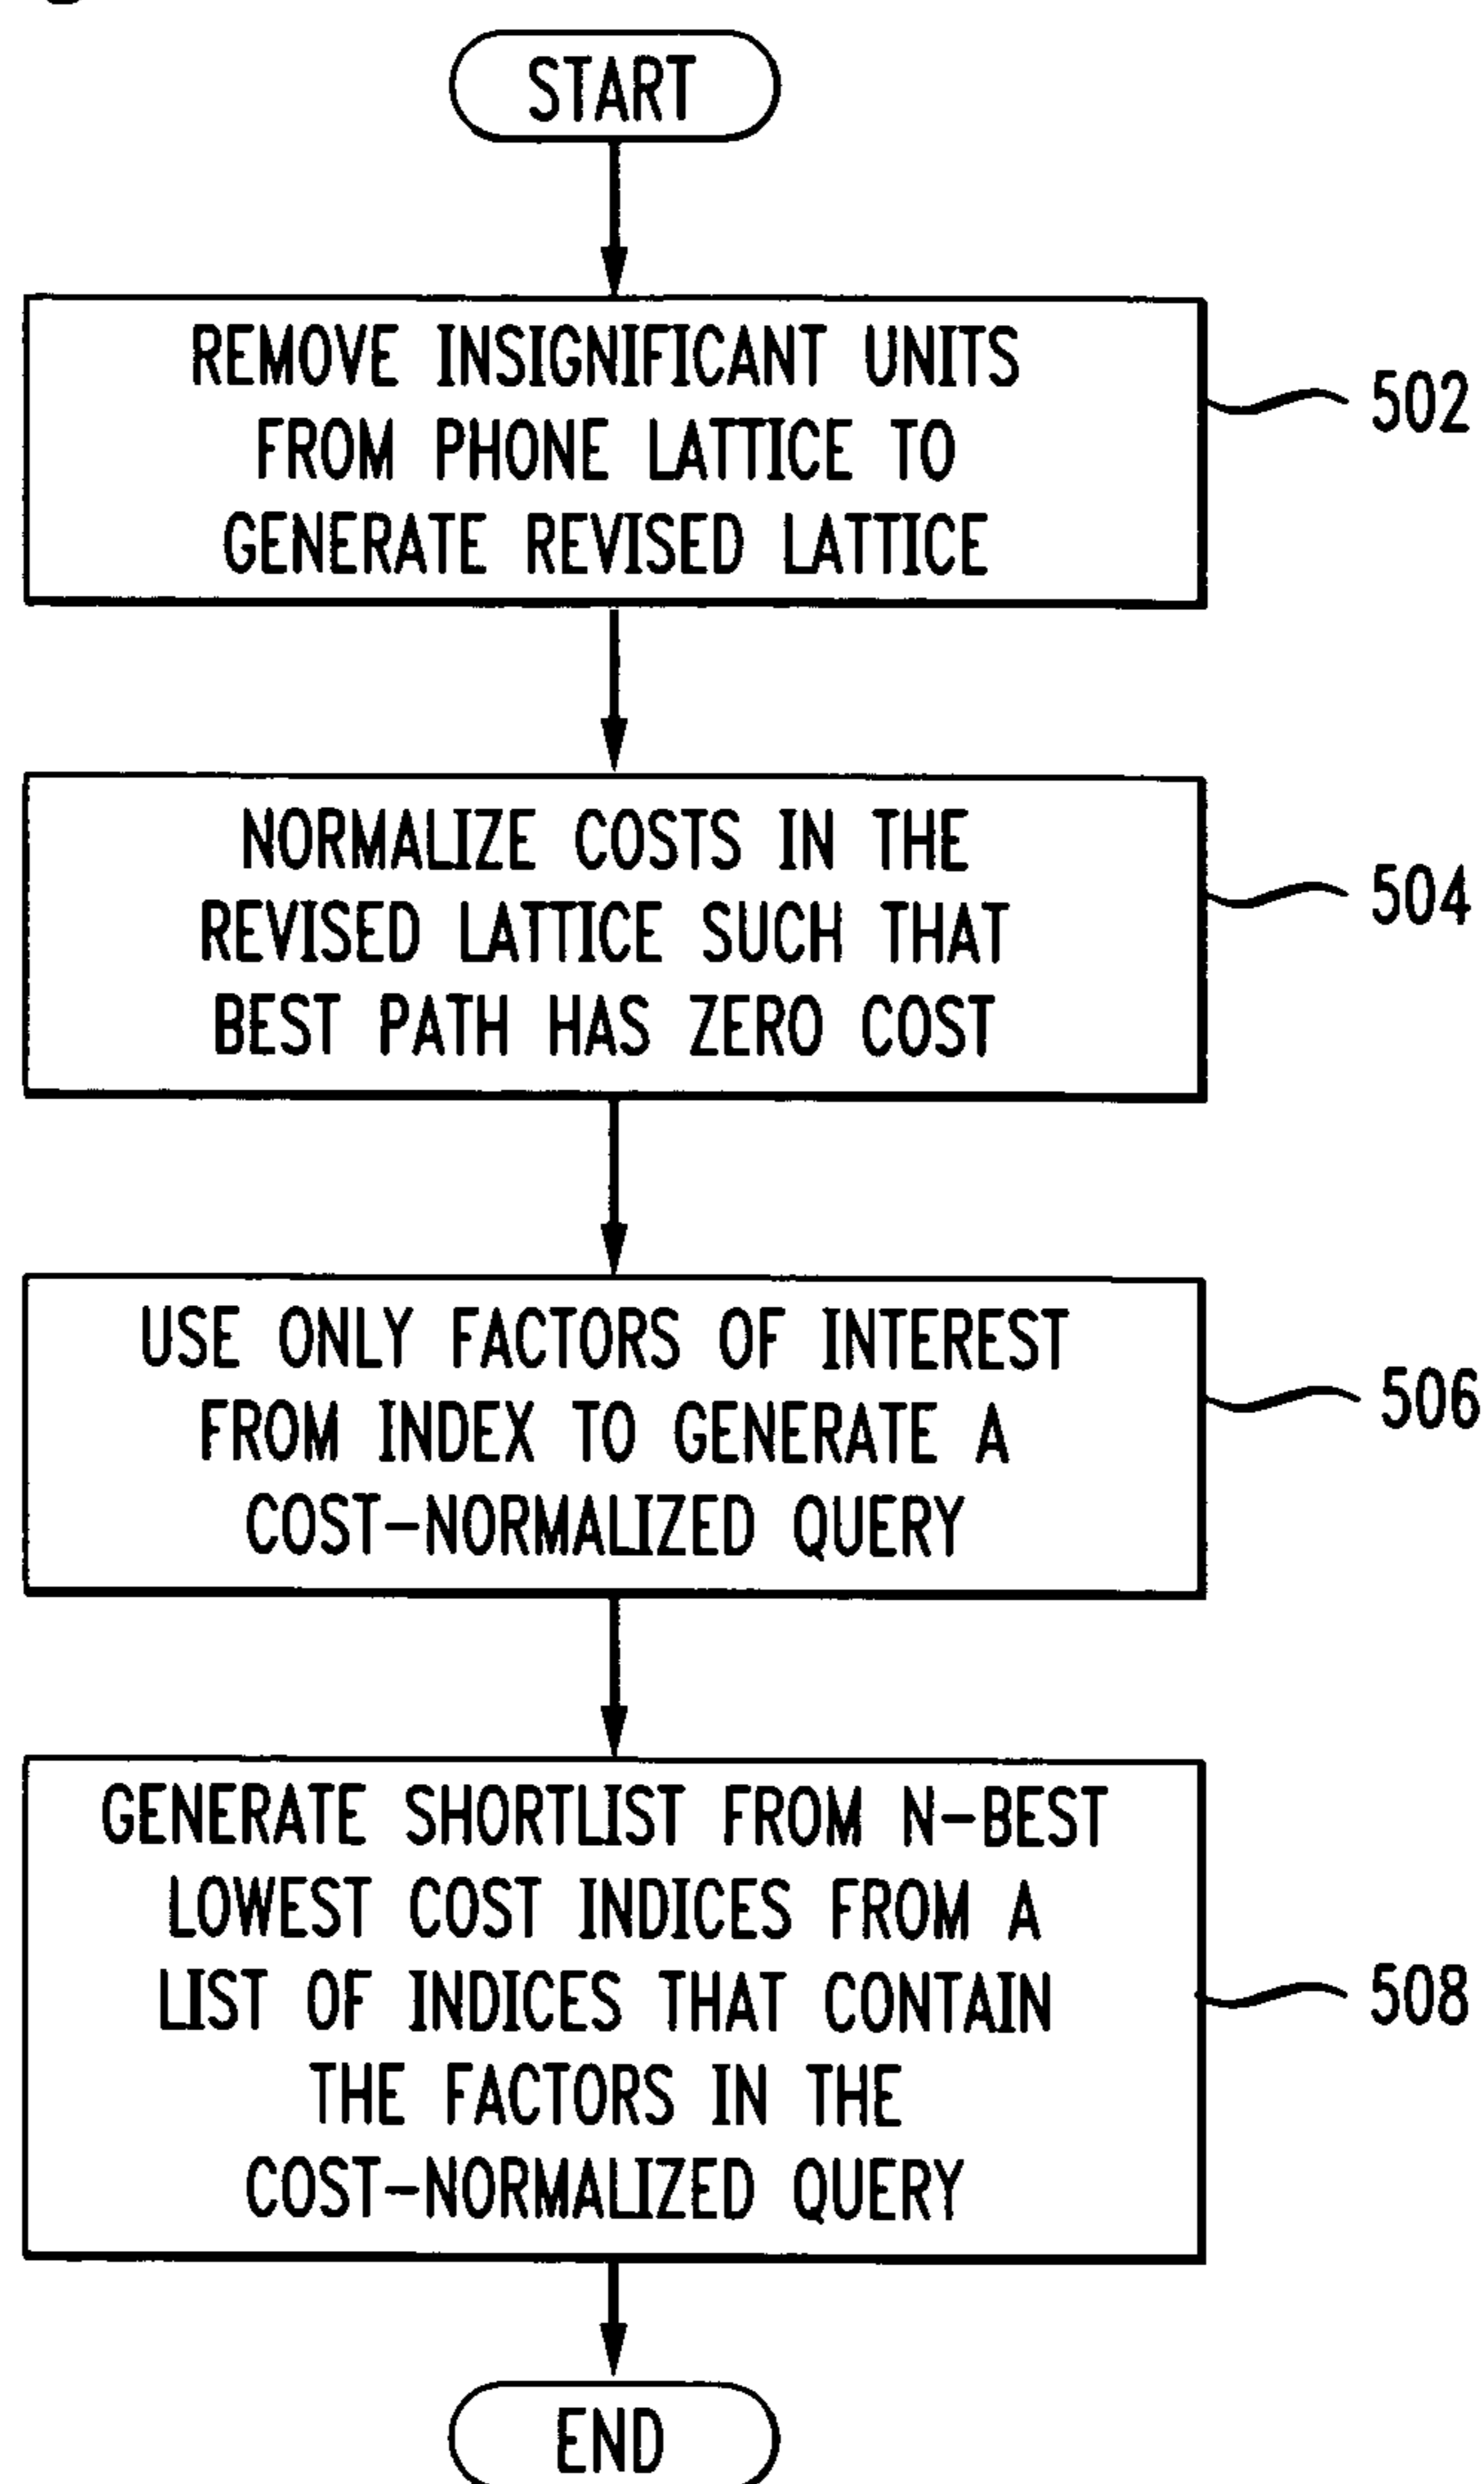 START
REMOVE INSIGNIFICANT UNITS
FROM PHONE LATTICE TO
GENERATE REVISED LATTICE
502
NORMALIZE COSTS IN THE
REVISED LATTICE SUCH THAT
BEST PATH HAS ZERO COST
504
USE ONLY FACTORS OF INTEREST
FROM INDEX TO GENERATE A
COST-NORMALIZED QUERY
506
GENERATE SHORTLIST FROM N-BEST
LOWEST COST INDICES FROM A
LIST OF INDICES THAT CONTAIN
THE FACTORS IN THE
COST-NORMALIZED QUERY
508
END